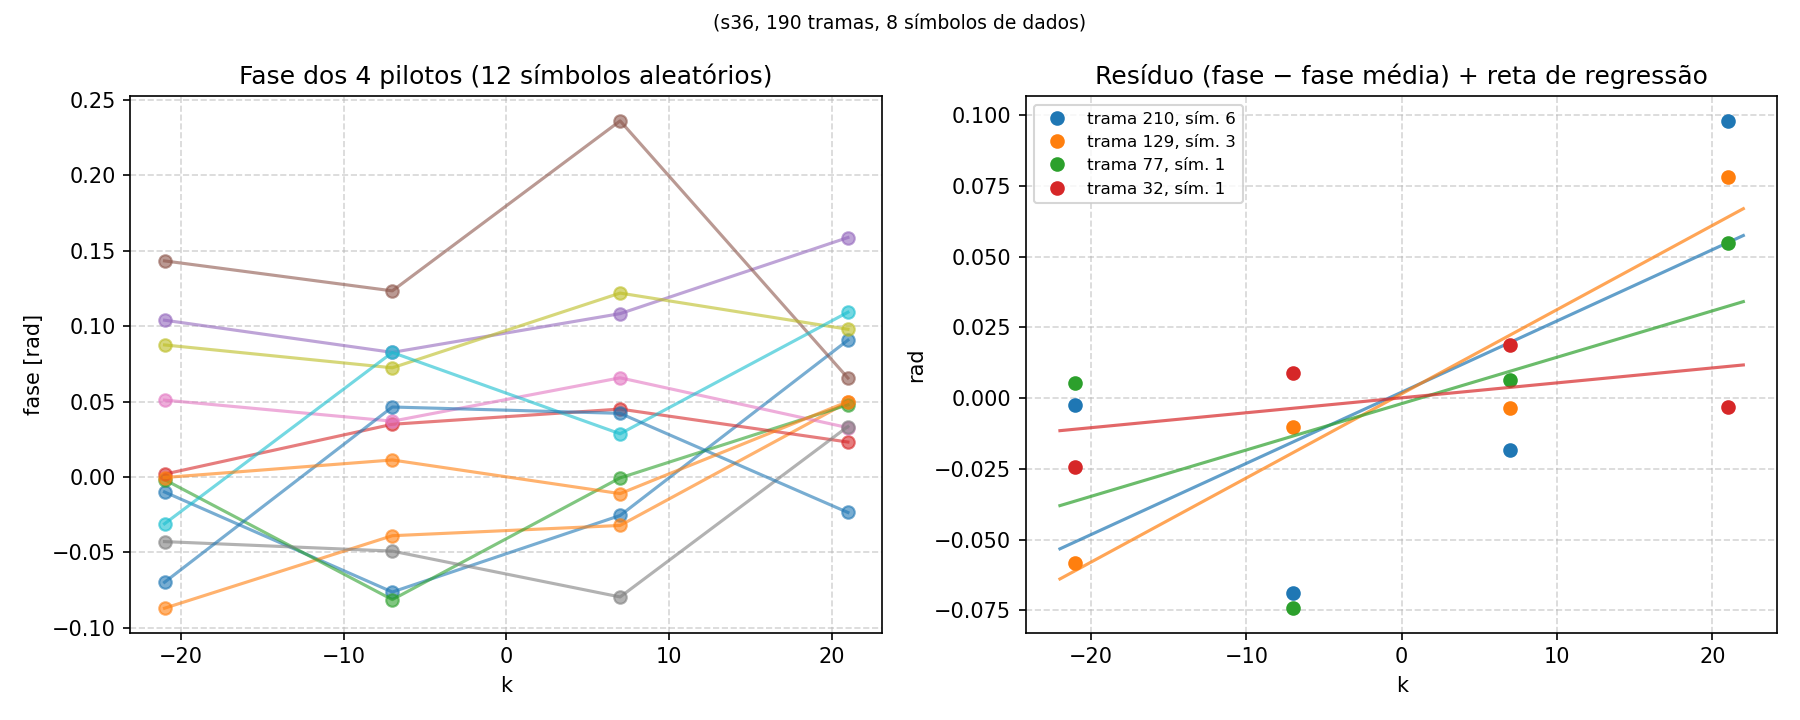 (s36, 190 tramas, 8 símbolos de dados)
Fase dos 4 pilotos (12 símbolos aleatórios)
fase [rad]
0.25
0.20
0.15
0.10
0.05
0.00
−0.05
−0.10
−20
−10
0
10
20
k
Resíduo (fase − fase média) + reta de regressão
rad
0.100
0.075
0.050
0.025
0.000
−0.025
−0.050
−0.075
trama 210, sím. 6
trama 129, sím. 3
trama 77, sím. 1
trama 32, sím. 1
−20
−10
0
10
20
k